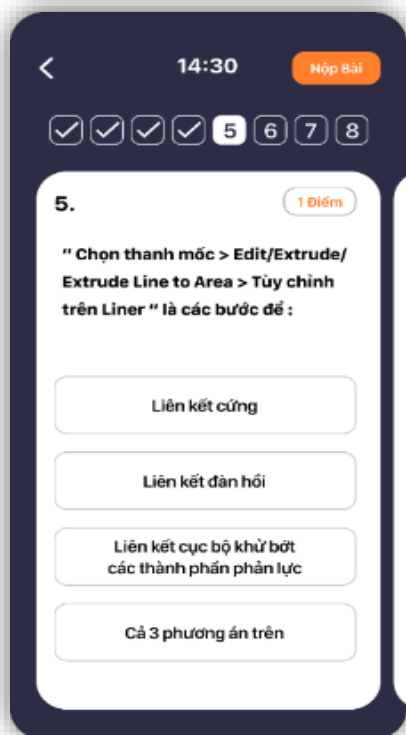 14:30
Nộp Bài
5 6 7 8
5.
1 Điểm
" Chọn thanh mốc > Edit/Extrude/
Extrude Line to Area > Tùy chỉnh
trên Liner " là các bước để :
Liên kết cứng
Liên kết đàn hồi
Liên kết cục bộ khử bớt
các thành phần phản lực
Cả 3 phương án trên